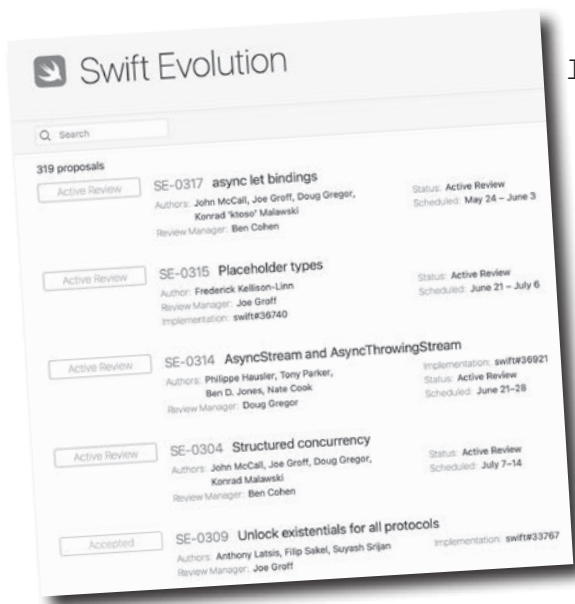 Swift Evolution
Search
319 proposals
Active Review
SE-0317 async let bindings
Authors: John McCall, Joe Groff, Doug Gregor,
Konrad 'ktoso' Malawski
Review Manager: Ben Cohen
Status: Active Review
Scheduled: May 24 – June 3
Active Review
SE-0315 Placeholder types
Author: Frederick Kellison-Linn
Review Manager: Joe Groff
Implementation: swift#36740
Status: Active Review
Scheduled: June 21 – July 6
Active Review
SE-0314 AsyncStream and AsyncThrowingStream
Authors: Philippe Hausler, Tony Parker,
Ben D. Jones, Nate Cook
Review Manager: Doug Gregor
Implementation: swift#36921
Status: Active Review
Scheduled: June 21–28
Active Review
SE-0304 Structured concurrency
Authors: John McCall, Joe Groff, Doug Gregor,
Konrad Malawski
Review Manager: Ben Cohen
Status: Active Review
Scheduled: July 7–14
Accepted
SE-0309 Unlock existentials for all protocols
Authors: Anthony Latsis, Filip Sakel, Suyash Srijan
Review Manager: Joe Groff
Implementation: swift#33767